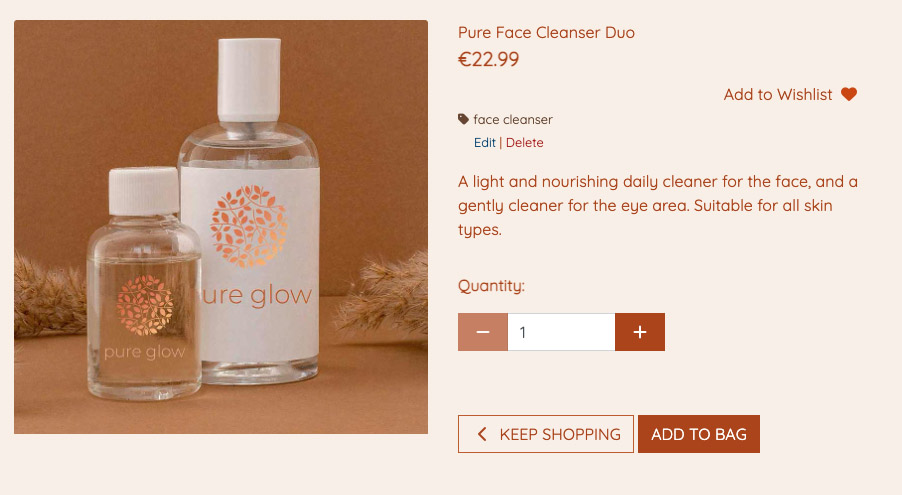 Pure Face Cleanser Duo
€22.99
Add to Wishlist
face cleanser
Edit | Delete
A light and nourishing daily cleaner for the face, and a
gently cleaner for the eye area. Suitable for all skin
types.
Quantity:
1
KEEP SHOPPING
ADD TO BAG
ure glow
pure glow